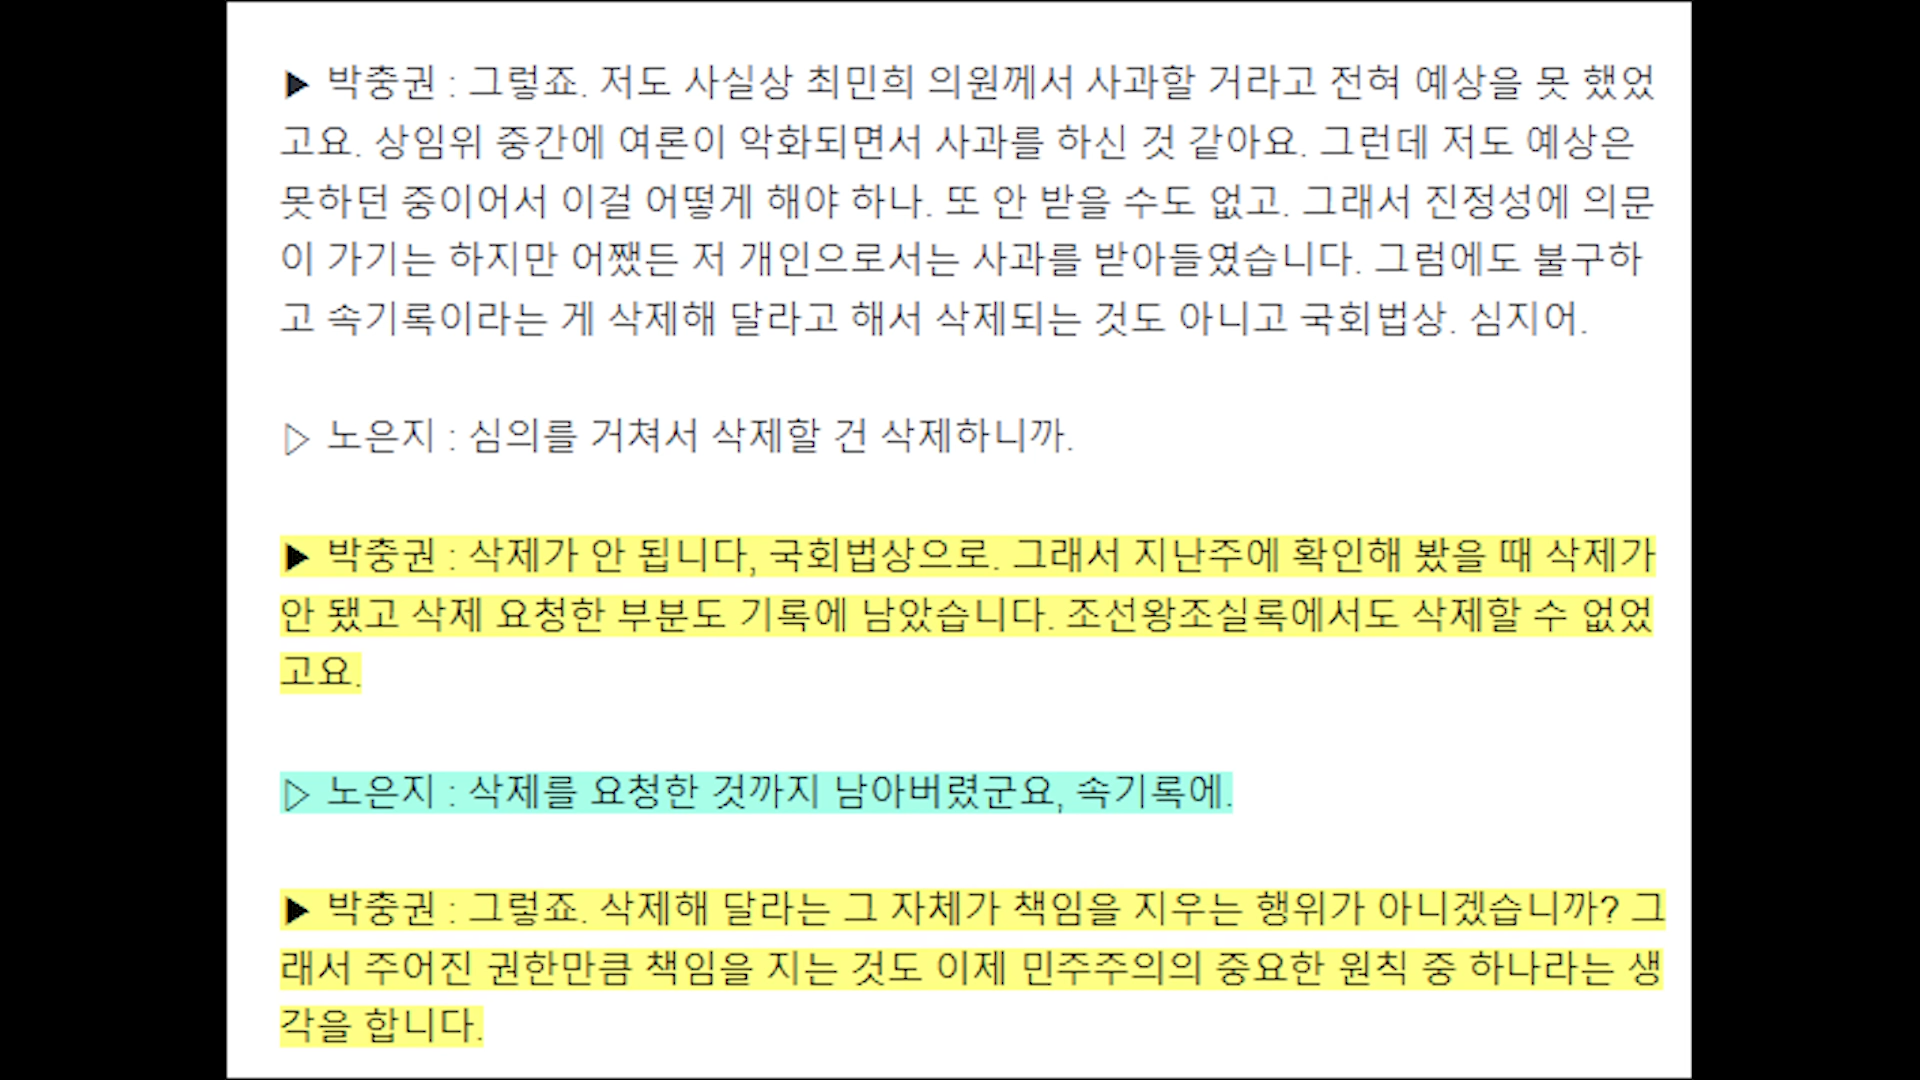 ▶ 박충권 : 그렇죠. 저도 사실상 최민희 의원께서 사과할 거라고 전혀 예상을 못 했었
고요. 상임위 중간에 여론이 악화되면서 사과를 하신 것 같아요. 그런데 저도 예상은
못하던 중이어서 이걸 어떻게 해야 하나. 또 안 받을 수도 없고. 그래서 진정성에 의문
이 가기는 하지만 어쨌든 저 개인으로서는 사과를 받아들였습니다. 그럼에도 불구하
고 속기록이라는 게 삭제해 달라고 해서 삭제되는 것도 아니고 국회법상. 심지어.
▷ 노은지 : 심의를 거쳐서 삭제할 건 삭제하니까.
▶ 박충권 : 삭제가 안 됩니다, 국회법상으로. 그래서 지난주에 확인해 봤을 때 삭제가
안 됐고 삭제 요청한 부분도 기록에 남았습니다. 조선왕조실록에서도 삭제할 수 없었
고요.
▷ 노은지 : 삭제를 요청한 것까지 남아버렸군요, 속기록에.
▶ 박충권 : 그렇죠. 삭제해 달라는 그 자체가 책임을 지우는 행위가 아니겠습니까? 그
래서 주어진 권한만큼 책임을 지는 것도 이제 민주주의의 중요한 원칙 중 하나라는 생
각을 합니다.